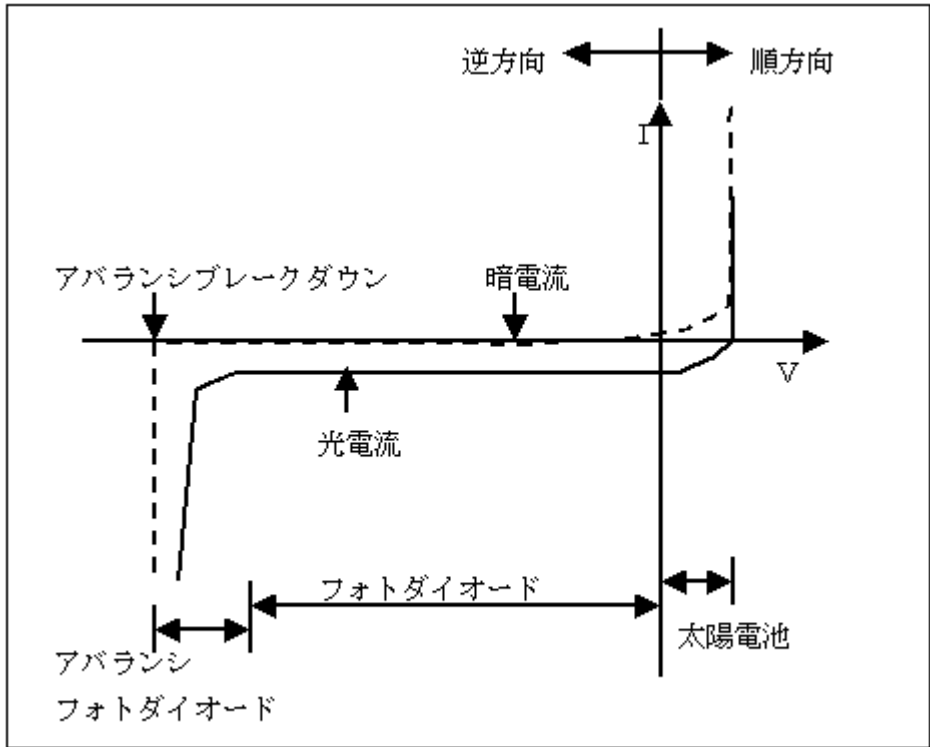 逆方向
順方向
I
アバランシブレークダウン
暗電流
V
光電流
フォトダイオード
太陽電池
アバランシ
フォトダイオード